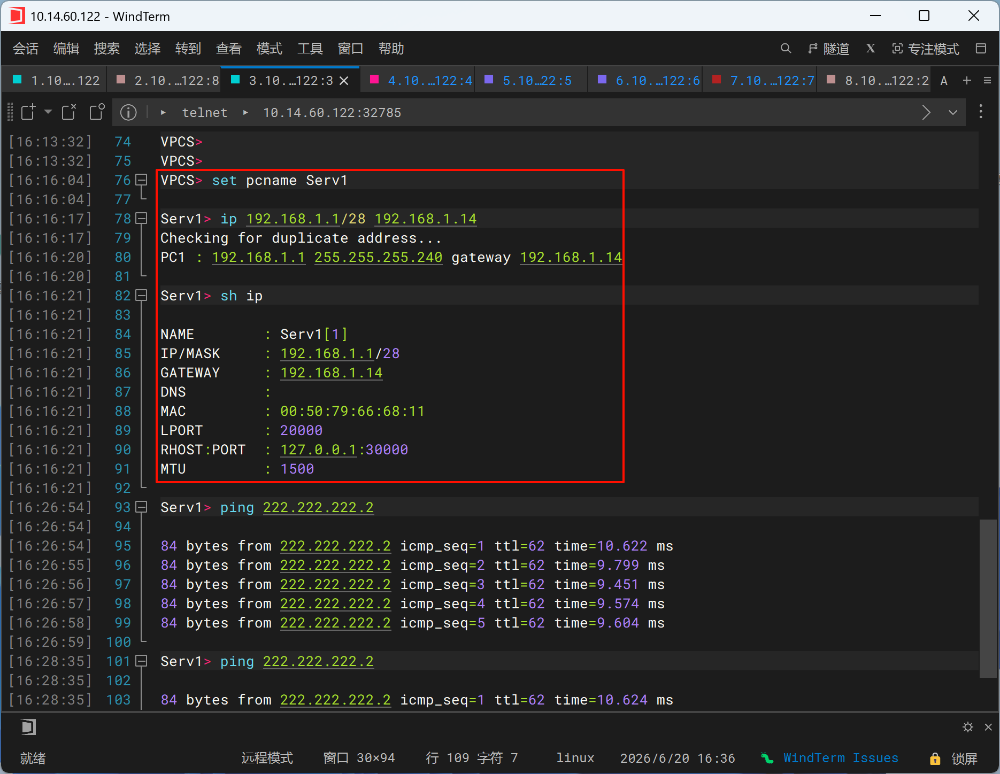 10.14.60.122 - WindTerm
会话 编辑 搜索 选择 转到 查看 模式 工具 窗口 帮助 隧道 X 专注模式
1.10....122 2.10....122:8 3.10....122:3 4.10....122:4 5.10...22:5 6.10....122:6 7.10....122:7 8.10....122:2 A
telnet 10.14.60.122:32785
[16:13:32] 74 VPCS>
[16:13:32] 75 VPCS>
[16:16:04] 76 VPCS> set pcname Serv1
[16:16:04] 77
[16:16:17] 78 Serv1> ip 192.168.1.1/28 192.168.1.14
[16:16:17] 79 Checking for duplicate address...
[16:16:20] 80 PC1 : 192.168.1.1 255.255.255.240 gateway 192.168.1.14
[16:16:20] 81
[16:16:21] 82 Serv1> sh ip
[16:16:21] 83
[16:16:21] 84 NAME : Serv1[1]
[16:16:21] 85 IP/MASK : 192.168.1.1/28
[16:16:21] 86 GATEWAY : 192.168.1.14
[16:16:21] 87 DNS :
[16:16:21] 88 MAC : 00:50:79:66:68:11
[16:16:21] 89 LPORT : 20000
[16:16:21] 90 RHOST:PORT : 127.0.0.1:30000
[16:16:21] 91 MTU : 1500
[16:16:21] 92
[16:26:54] 93 Serv1> ping 222.222.222.2
[16:26:54] 94
[16:26:54] 95 84 bytes from 222.222.222.2 icmp_seq=1 ttl=62 time=10.622 ms
[16:26:55] 96 84 bytes from 222.222.222.2 icmp_seq=2 ttl=62 time=9.799 ms
[16:26:56] 97 84 bytes from 222.222.222.2 icmp_seq=3 ttl=62 time=9.451 ms
[16:26:57] 98 84 bytes from 222.222.222.2 icmp_seq=4 ttl=62 time=9.574 ms
[16:26:58] 99 84 bytes from 222.222.222.2 icmp_seq=5 ttl=62 time=9.604 ms
[16:26:59] 100
[16:28:35] 101 Serv1> ping 222.222.222.2
[16:28:35] 102
[16:28:35] 103 84 bytes from 222.222.222.2 icmp_seq=1 ttl=62 time=10.624 ms
就绪 远程模式 窗口 30×94 行 109 字符 7 linux 2026/6/20 16:36 WindTerm Issues 锁屏